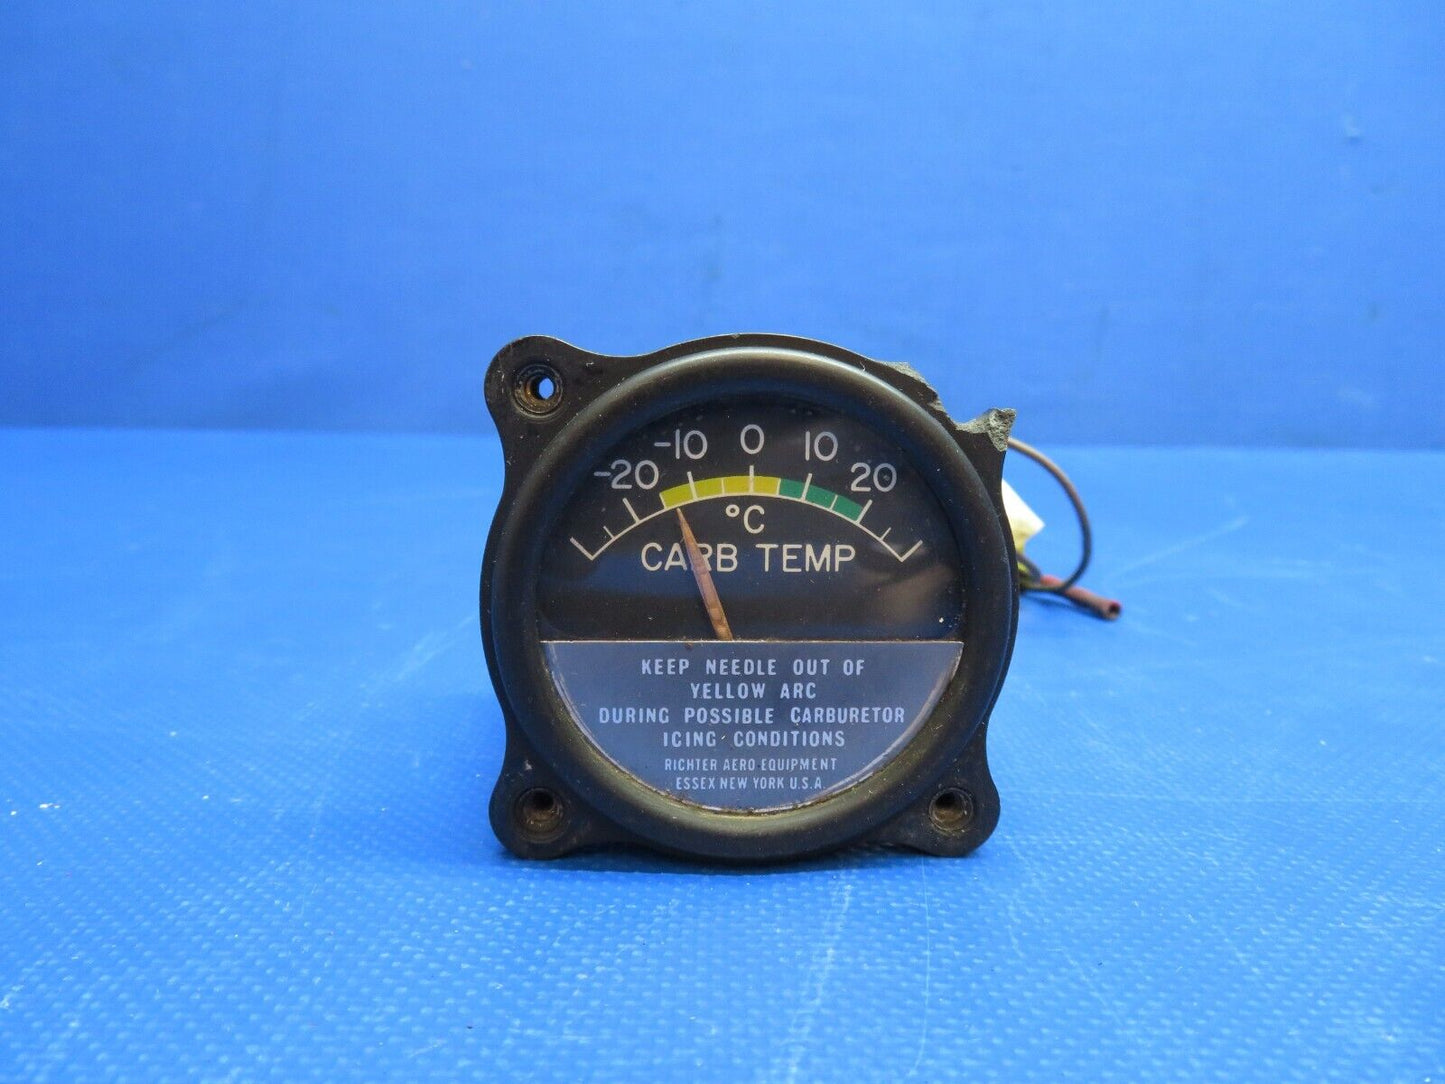 -20 -10 0 10 20
°C
CARB TEMP
KEEP NEEDLE OUT OF
YELLOW ARC
DURING POSSIBLE CARBURETOR
ICING CONDITIONS
RICHTER AERO EQUIPMENT
ESSEX NEW YORK U.S.A.